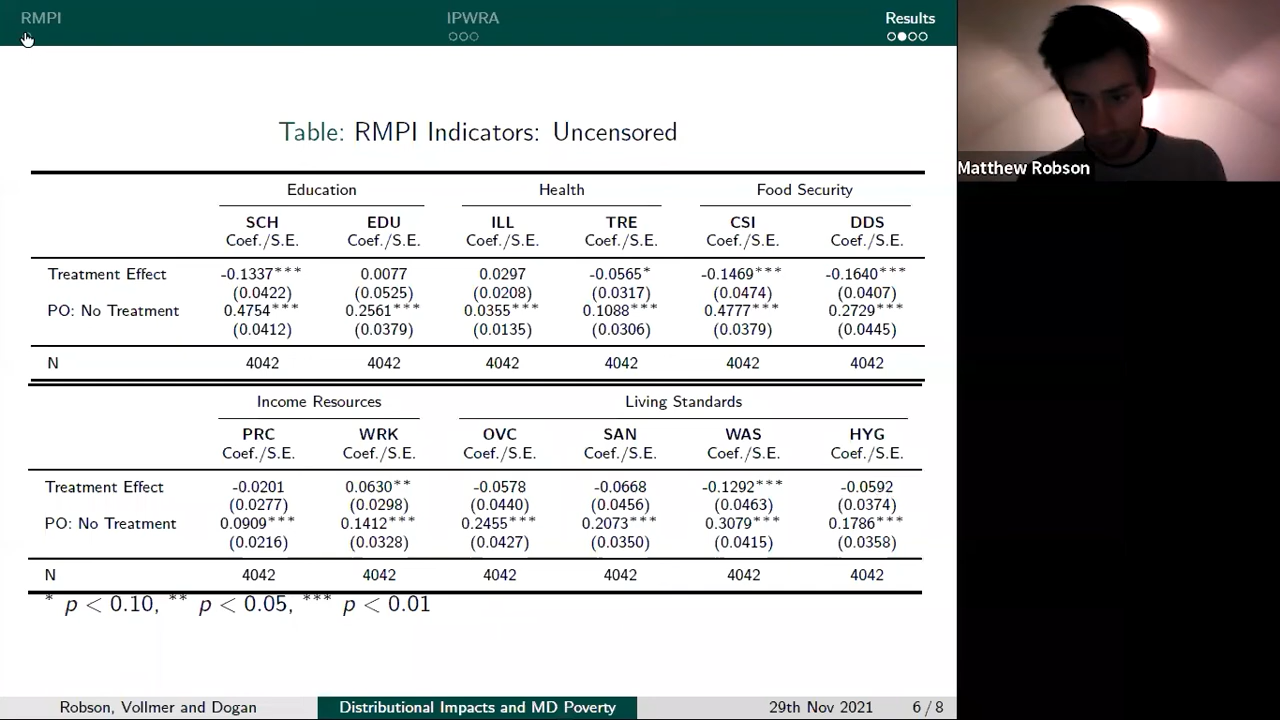 RMPI IPWRA Results
Table: RMPI Indicators: Uncensored
Education Health Food Security
SCH EDU ILL TRE CSI DDS
Coef./S.E. Coef./S.E. Coef./S.E. Coef./S.E. Coef./S.E. Coef./S.E.
Treatment Effect -0.1337*** 0.0077 0.0297 -0.0565* -0.1469*** -0.1640***
(0.0422) (0.0525) (0.0208) (0.0317) (0.0474) (0.0407)
PO: No Treatment 0.4754*** 0.2561*** 0.0355*** 0.1088*** 0.4777*** 0.2729***
(0.0412) (0.0379) (0.0135) (0.0306) (0.0379) (0.0445)
N 4042 4042 4042 4042 4042 4042
Income Resources Living Standards
PRC WRK OVC SAN WAS HYG
Coef./S.E. Coef./S.E. Coef./S.E. Coef./S.E. Coef./S.E. Coef./S.E.
Treatment Effect -0.0201 0.0630** -0.0578 -0.0668 -0.1292*** -0.0592
(0.0277) (0.0298) (0.0440) (0.0456) (0.0463) (0.0374)
PO: No Treatment 0.0909*** 0.1412*** 0.2455*** 0.2073*** 0.3079*** 0.1786***
(0.0216) (0.0328) (0.0427) (0.0350) (0.0415) (0.0358)
N 4042 4042 4042 4042 4042 4042
* p < 0.10, ** p < 0.05, *** p < 0.01
Robson, Vollmer and Dogan Distributional Impacts and MD Poverty 29th Nov 2021 6 / 8
Matthew Robson